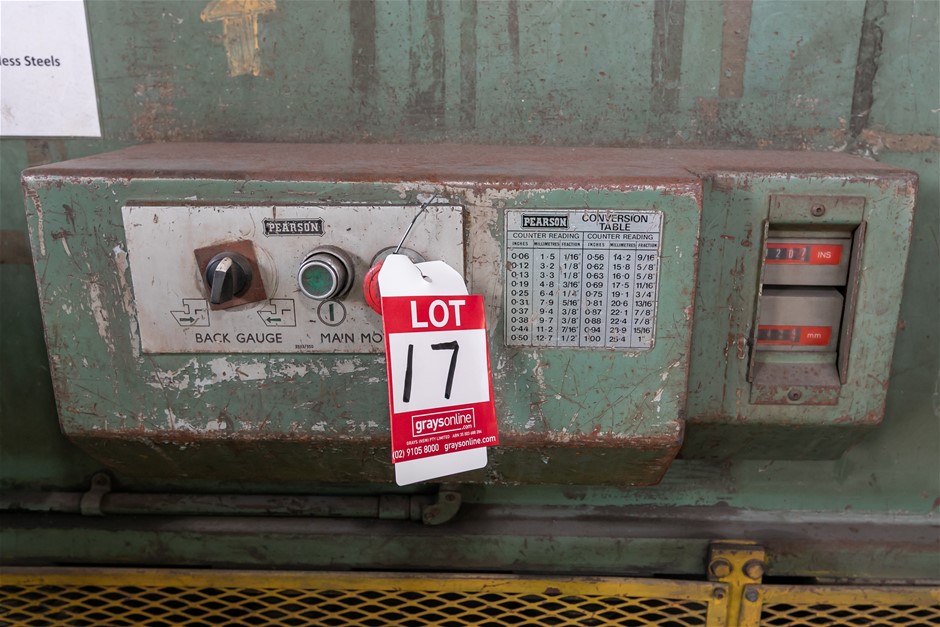 less Steels
PEARSON
BACK GAUGE MAIN MO
LOT
17
graysonline
.com
GRAYS (NSW) PTY LIMITED
(02) 9105 8000 graysonline.com
PEARSON CONVERSION TABLE
COUNTER READING COUNTER READING
INCHES MILLIMETRES FRACTION INCHES MILLIMETRES FRACTION
0·06 1·5 1/16" 0·56 14·2 9/16"
0·12 3·2 1/8" 0·62 15·8 5/8"
0·13 3·3 1/8" 0·63 16·0 5/8"
0·19 4·8 3/16" 0·69 17·5 11/16"
0·25 6·4 1/4" 0·75 19·1 3/4"
0·31 7·9 5/16" 0·81 20·6 13/16"
0·37 9·4 3/8" 0·87 22·1 7/8"
0·38 9·7 3/8" 0·88 22·4 7/8"
0·44 11·2 7/16" 0·94 23·9 15/16
0·50 12·7 1/2" 1·00 25·4 1"
INS
mm